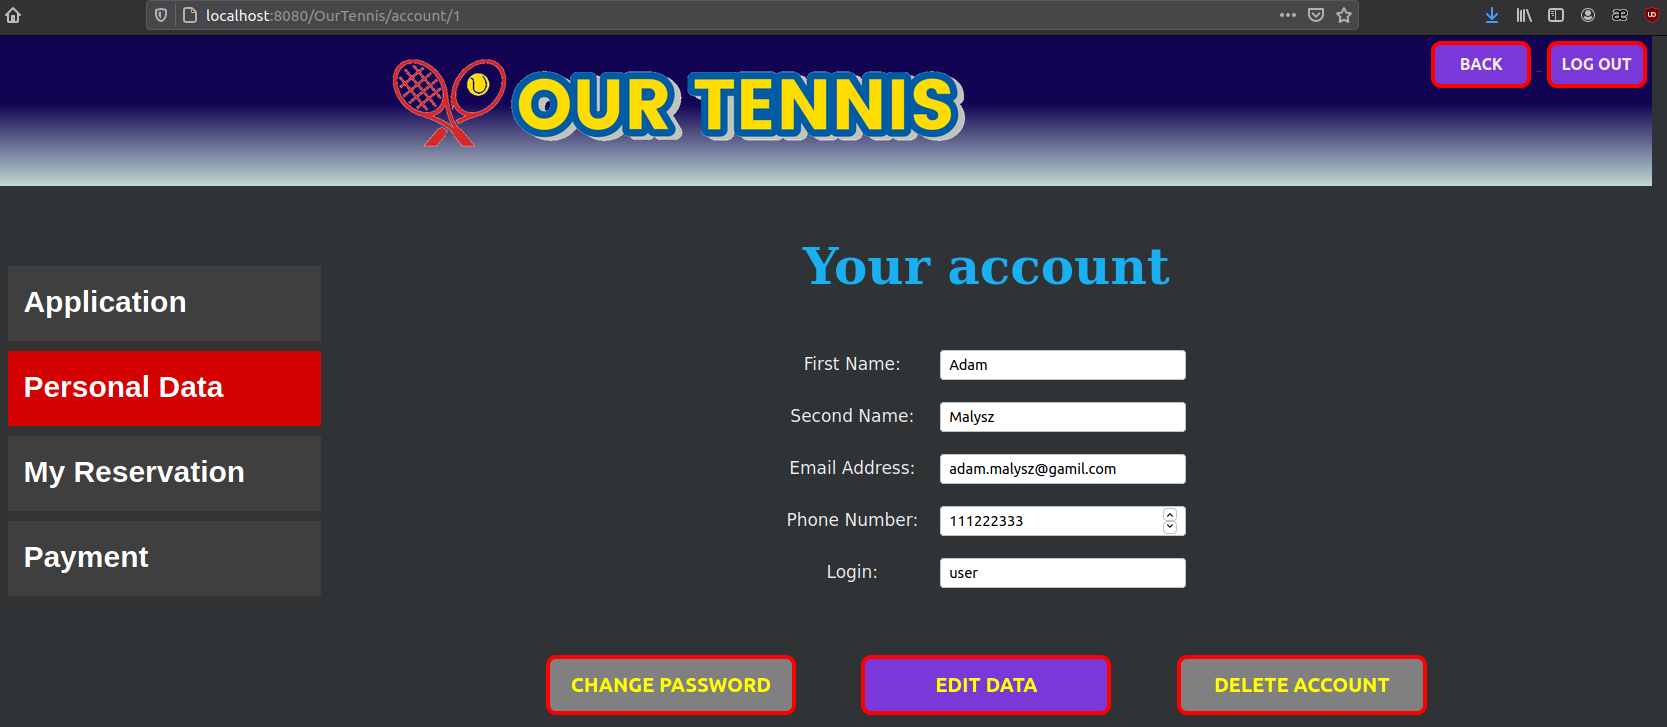 localhost:8080/OurTennis/account/1
OUR TENNIS
BACK
LOG OUT
Your account
Application
Personal Data
My Reservation
Payment
First Name: Adam
Second Name: Malysz
Email Address: adam.malysz@gamil.com
Phone Number: 111222333
Login: user
CHANGE PASSWORD
EDIT DATA
DELETE ACCOUNT